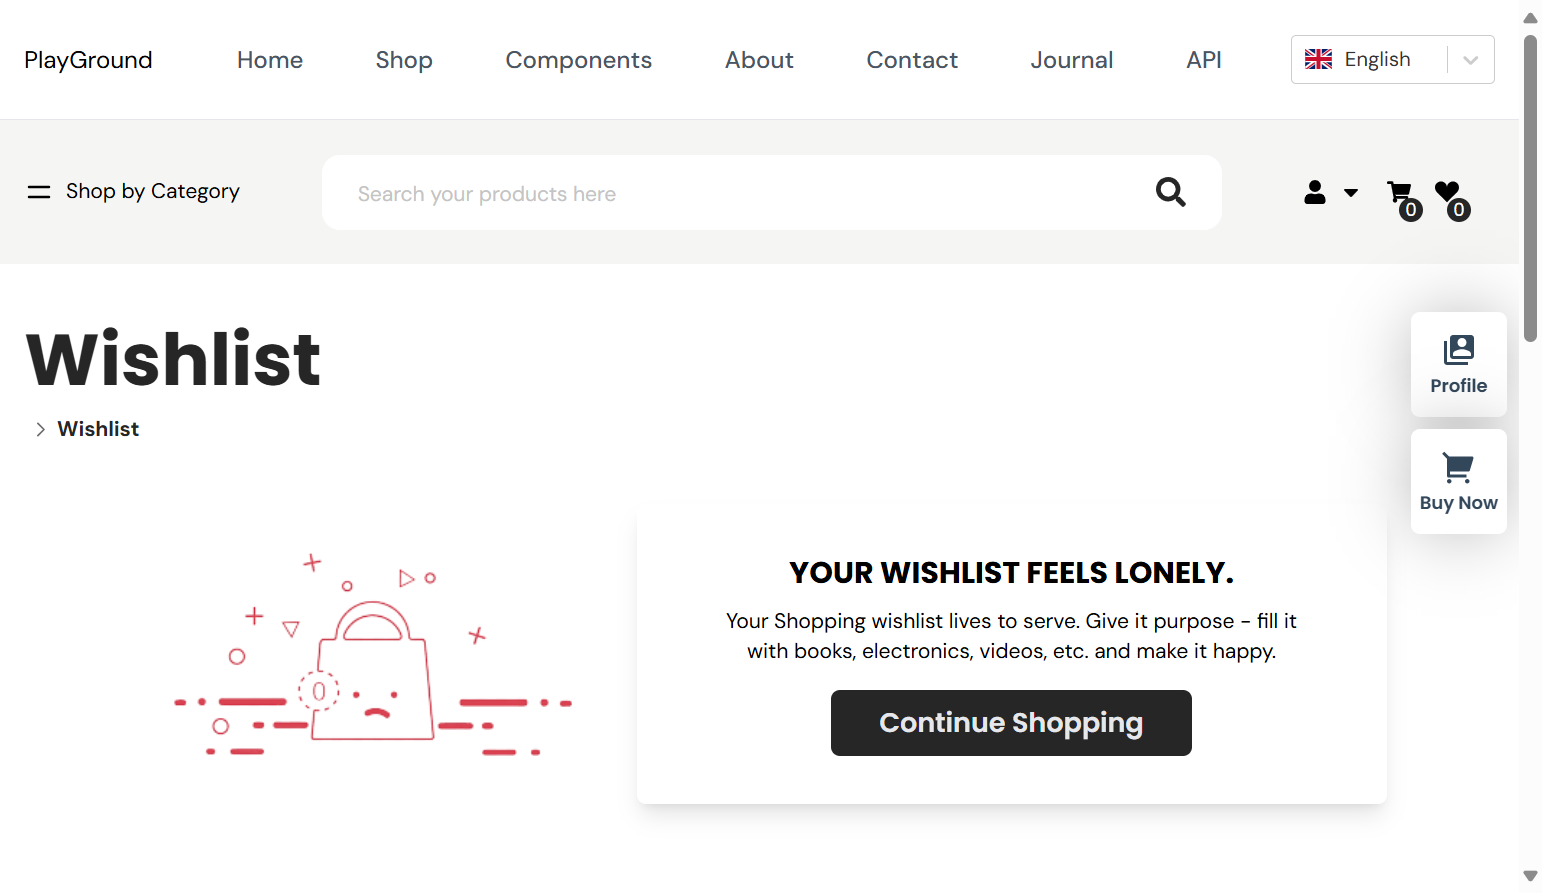 PlayGround Home Shop Components About Contact Journal API English
Shop by Category Search your products here 0 0
Wishlist
Wishlist
Profile
Buy Now
0
YOUR WISHLIST FEELS LONELY.
Your Shopping wishlist lives to serve. Give it purpose - fill it
with books, electronics, videos, etc. and make it happy.
Continue Shopping